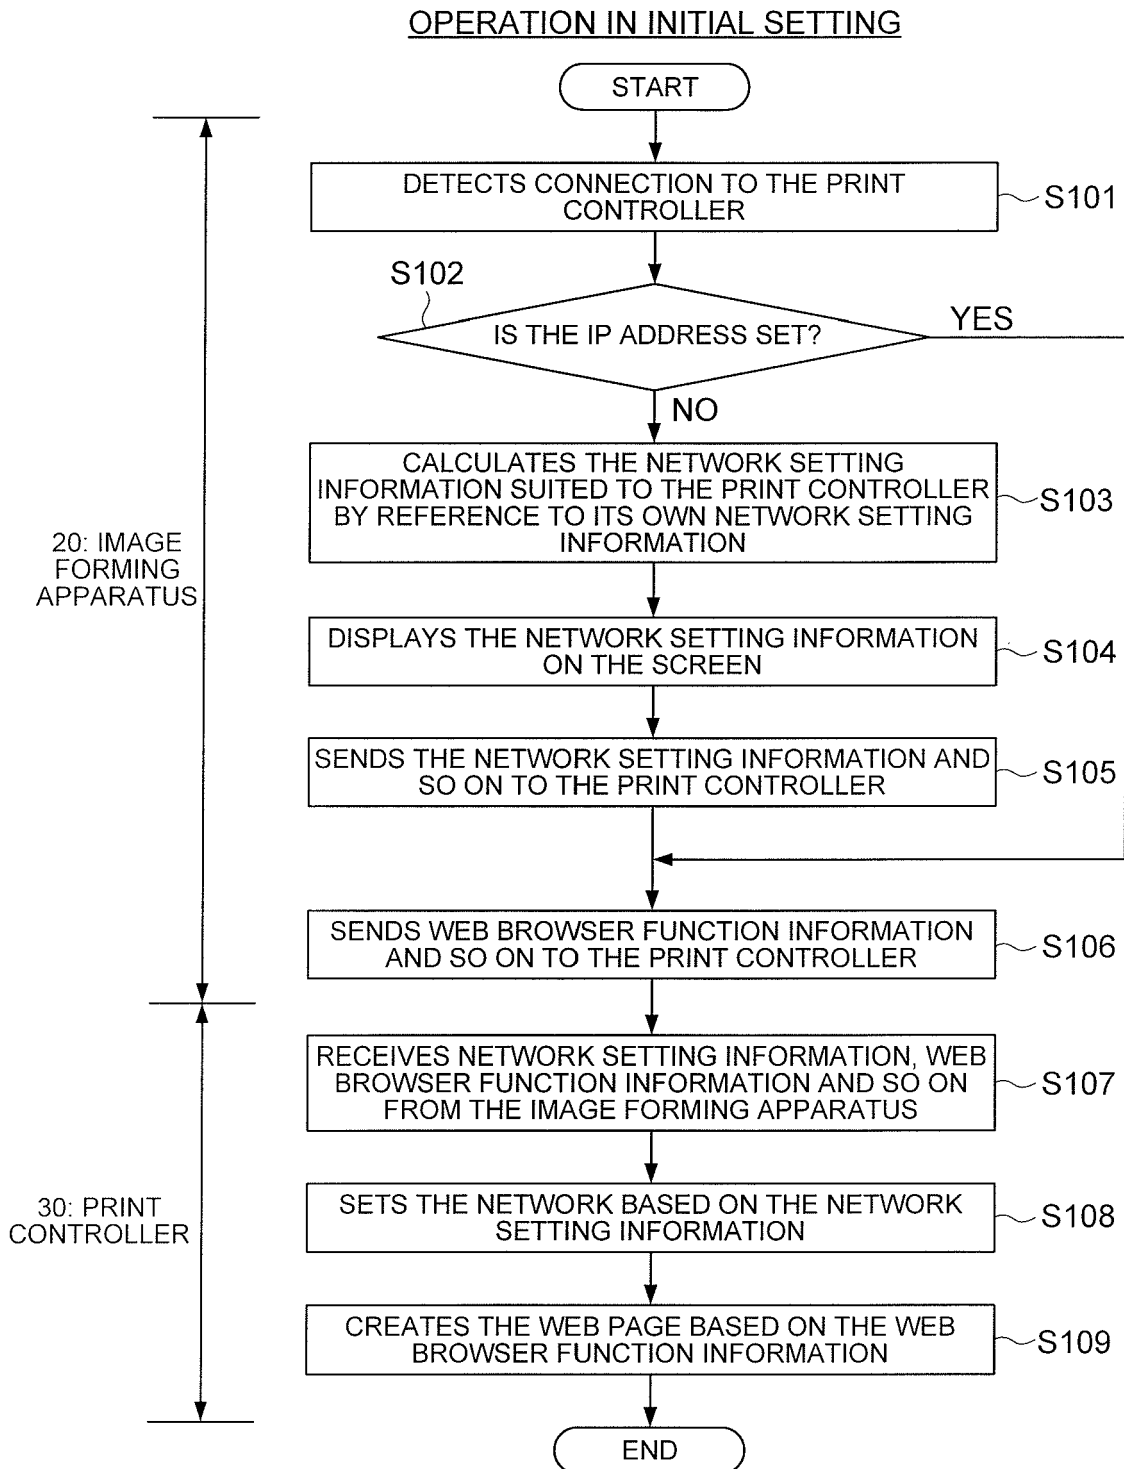 OPERATION IN INITIAL SETTING
START
DETECTS CONNECTION TO THE PRINT
CONTROLLER
S101
S102
IS THE IP ADDRESS SET?
YES
NO
CALCULATES THE NETWORK SETTING
INFORMATION SUITED TO THE PRINT CONTROLLER
BY REFERENCE TO ITS OWN NETWORK SETTING
INFORMATION
S103
20: IMAGE
FORMING
APPARATUS
DISPLAYS THE NETWORK SETTING INFORMATION
ON THE SCREEN
S104
SENDS THE NETWORK SETTING INFORMATION AND
SO ON TO THE PRINT CONTROLLER
S105
SENDS WEB BROWSER FUNCTION INFORMATION
AND SO ON TO THE PRINT CONTROLLER
S106
RECEIVES NETWORK SETTING INFORMATION, WEB
BROWSER FUNCTION INFORMATION AND SO ON
FROM THE IMAGE FORMING APPARATUS
S107
30: PRINT
CONTROLLER
SETS THE NETWORK BASED ON THE NETWORK
SETTING INFORMATION
S108
CREATES THE WEB PAGE BASED ON THE WEB
BROWSER FUNCTION INFORMATION
S109
END